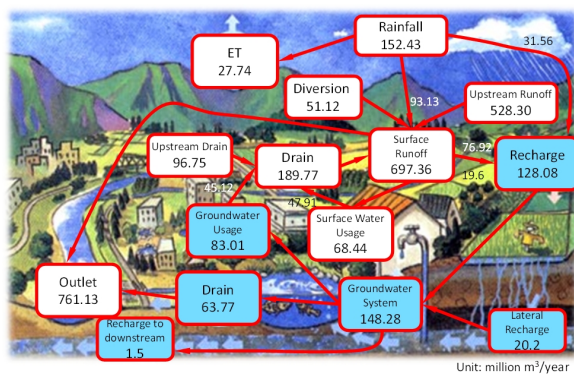 Rainfall
152.43
31.56
ET
27.74
Diversion
51.12
93.13
Upstream Runoff
528.30
Upstream Drain
96.75
Drain
189.77
Surface
Runoff
697.36
76.92
Recharge
128.08
45.12
47.91
19.6
Groundwater
Usage
83.01
Surface Water
Usage
68.44
Outlet
761.13
Drain
63.77
Groundwater
System
148.28
Lateral
Recharge
20.2
Recharge to
downstream
1.5
Unit: million m³/year